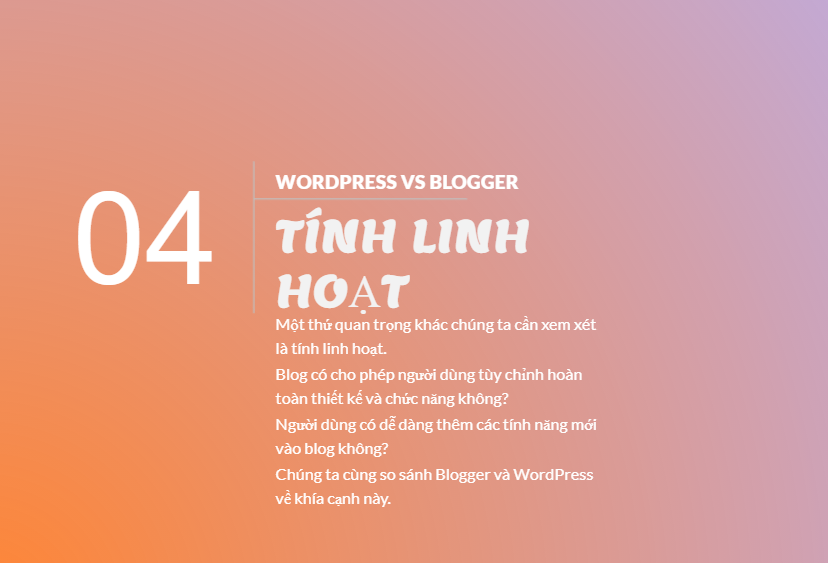 04
WORDPRESS VS BLOGGER
TÍNH LINH
HOẠT
Một thứ quan trọng khác chúng ta cần xem xét
là tính linh hoạt.
Blog có cho phép người dùng tùy chỉnh hoàn
toàn thiết kế và chức năng không?
Người dùng có dễ dàng thêm các tính năng mới
vào blog không?
Chúng ta cùng so sánh Blogger và WordPress
về khía cạnh này.